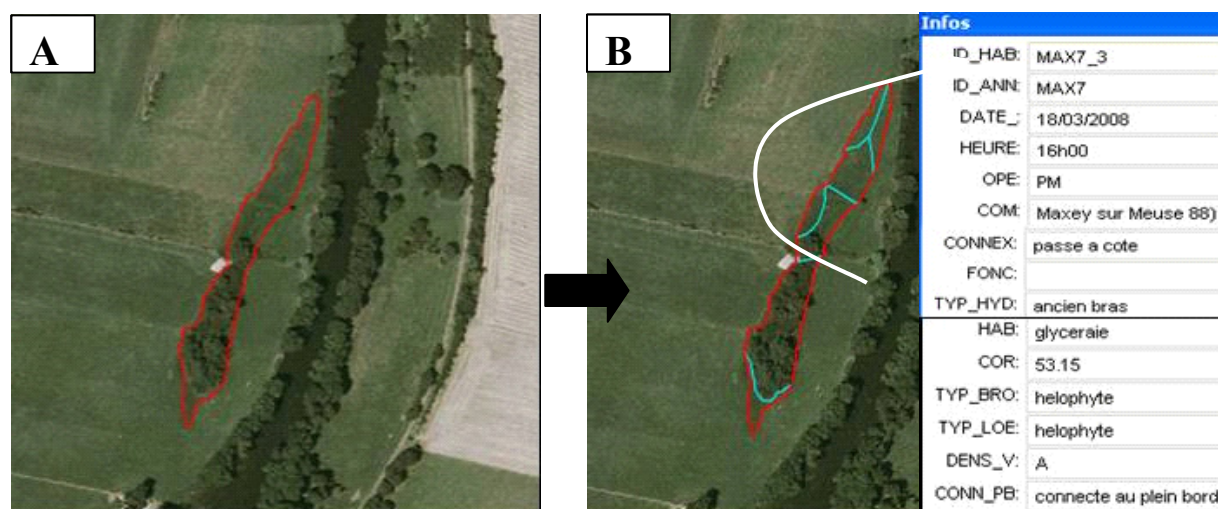 A
B
Infos
ID_HAB: MAX7_3
ID_ANN: MAX7
DATE_: 18/03/2008
HEURE: 16h00
OPE: PM
COM: Maxey sur Meuse 88)
CONNEX: passe a cote
FONC:
TYP_HYD: ancien bras
HAB: glyceraie
COR: 53.15
TYP_BRO: helophyte
TYP_LOE: helophyte
DENS_V: A
CONN_PB: connecte au plein bord